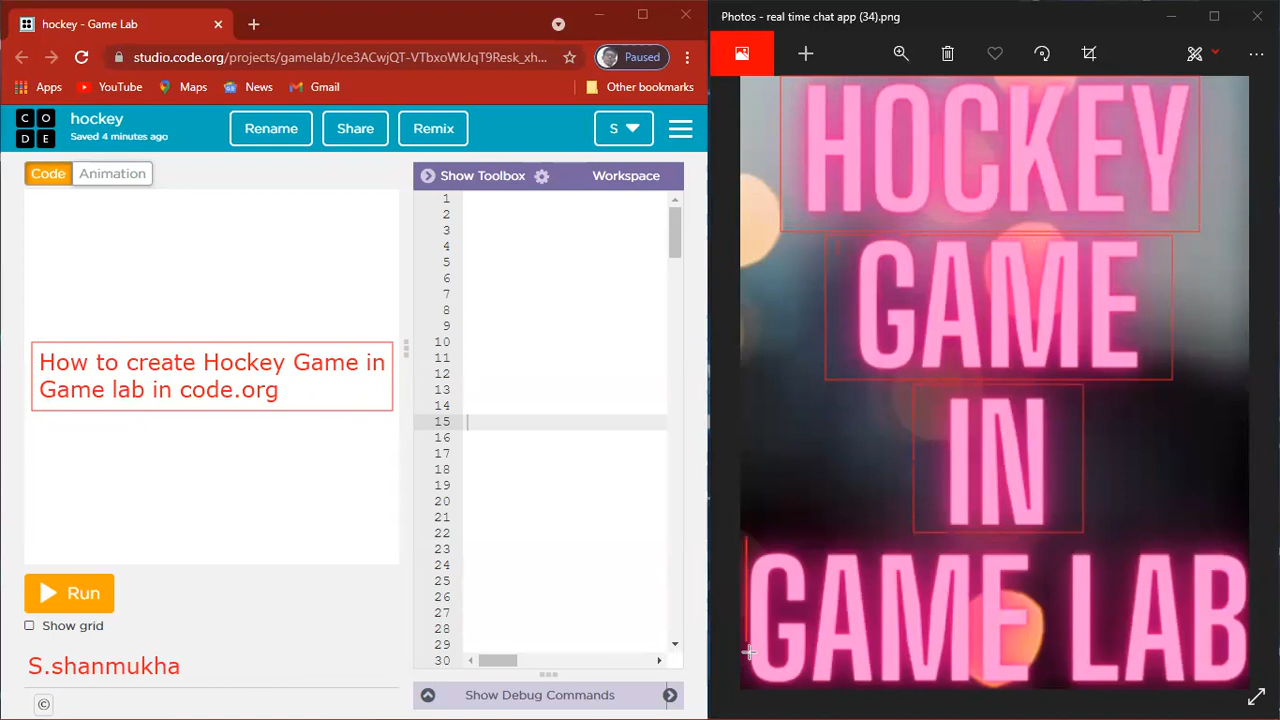 hockey - Game Lab
studio.code.org/projects/gamelab/Jce3ACwjQT-VTbxoWkJqT9Resk_xh...
Paused
Apps
YouTube
Maps
News
Gmail
Other bookmarks
C O
D E
hockey
Saved 4 minutes ago
Rename
Share
Remix
S
Code
Animation
Show Toolbox
Workspace
1
2
3
4
5
6
7
8
9
10
11
12
13
14
15
16
17
18
19
20
21
22
23
24
25
26
27
28
29
30
How to create Hockey Game in
Game lab in code.org
Run
Show grid
S.shanmukha
©
Show Debug Commands
Photos - real time chat app (34).png
HOCKEY
GAME
IN
GAME LAB